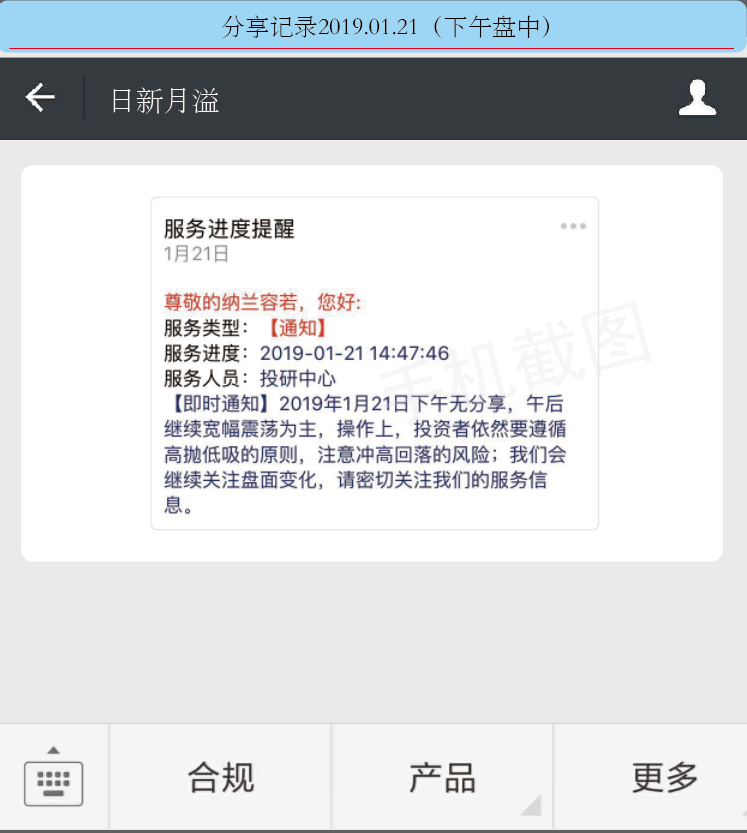 分享记录2019.01.21（下午盘中）
日新月溢
服务进度提醒
1月21日
尊敬的纳兰容若，您好:
服务类型：【通知】
服务进度：2019-01-21 14:47:46
服务人员：投研中心
【即时通知】2019年1月21日下午无分享，午后
继续宽幅震荡为主，操作上，投资者依然要遵循
高抛低吸的原则，注意冲高回落的风险；我们会
继续关注盘面变化，请密切关注我们的服务信
息。
手机截图
合规
产品
更多